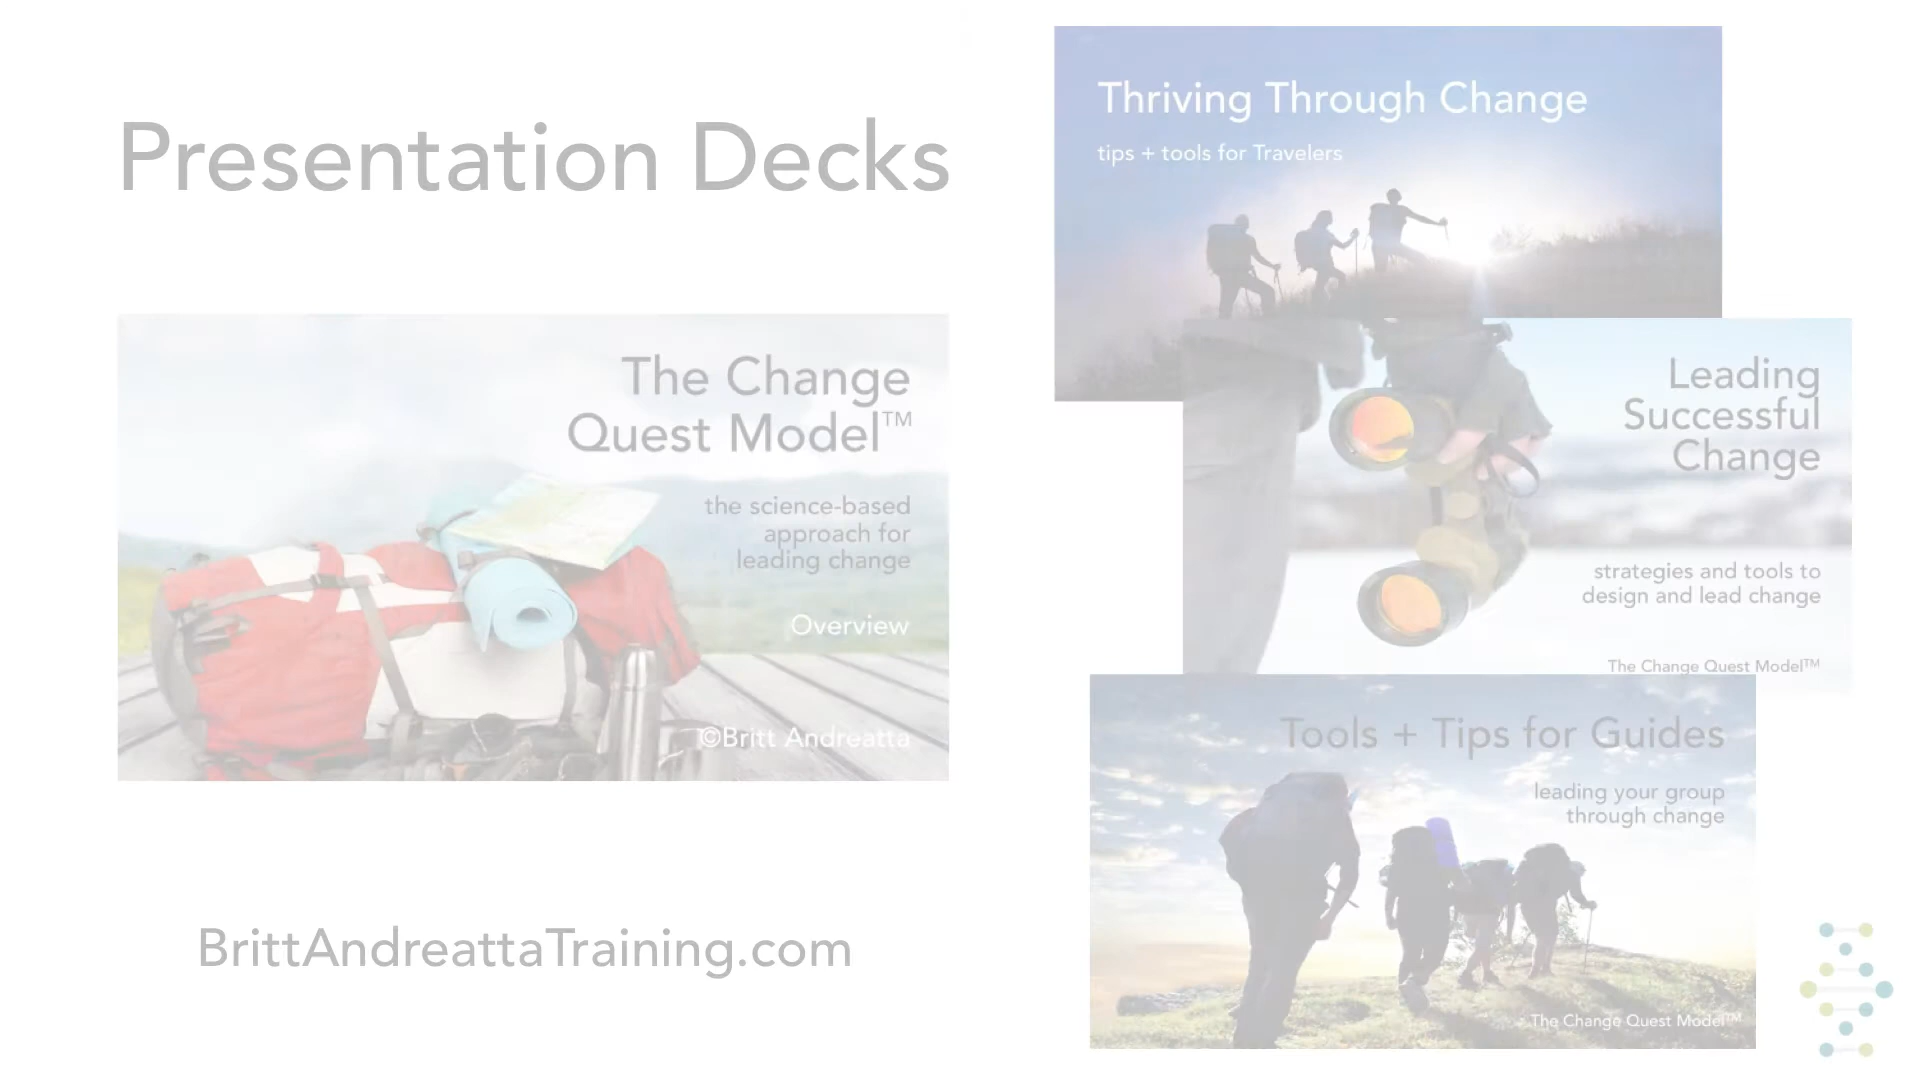 Presentation Decks
The Change
Quest Model™
the science-based
approach for
leading change
Overview
©Britt Andreatta
BrittAndreattaTraining.com
Thriving Through Change
tips + tools for Travelers
Leading
Successful
Change
strategies and tools to
design and lead change
The Change Quest Model™
Tools + Tips for Guides
leading your group
through change
The Change Quest Model™